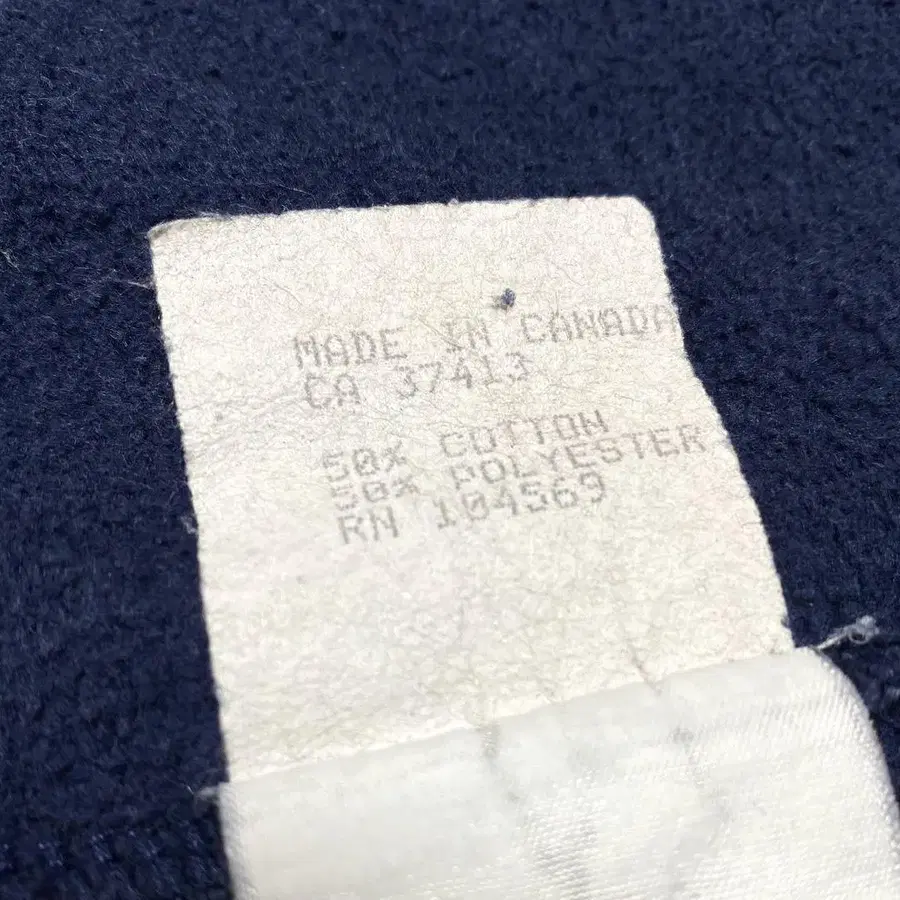 MADE IN CANADA
CA 37413
50% COTTON
50% POLYESTER
RN 104569